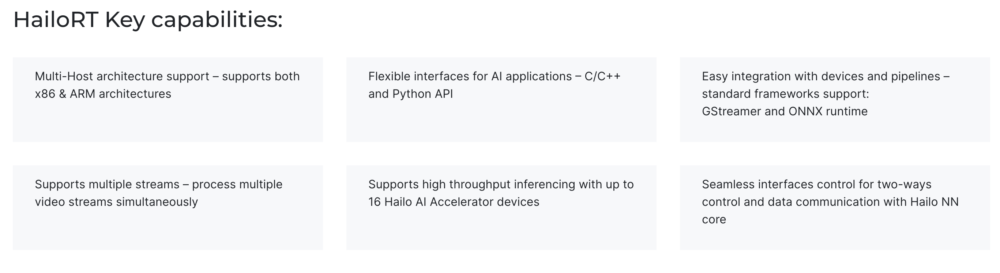 HailoRT Key capabilities:
Multi-Host architecture support – supports both
x86 & ARM architectures
Flexible interfaces for AI applications – C/C++
and Python API
Easy integration with devices and pipelines –
standard frameworks support:
GStreamer and ONNX runtime
Supports multiple streams – process multiple
video streams simultaneously
Supports high throughput inferencing with up to
16 Hailo AI Accelerator devices
Seamless interfaces control for two-ways
control and data communication with Hailo NN
core